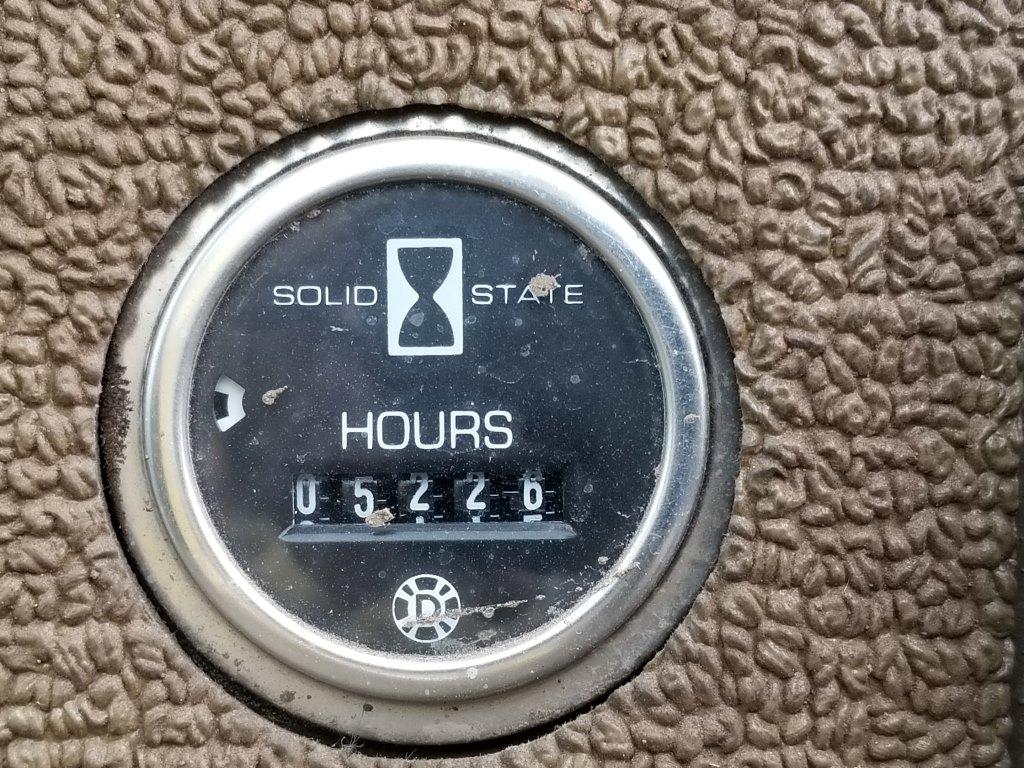 SOLID STATE
HOURS
05226
D